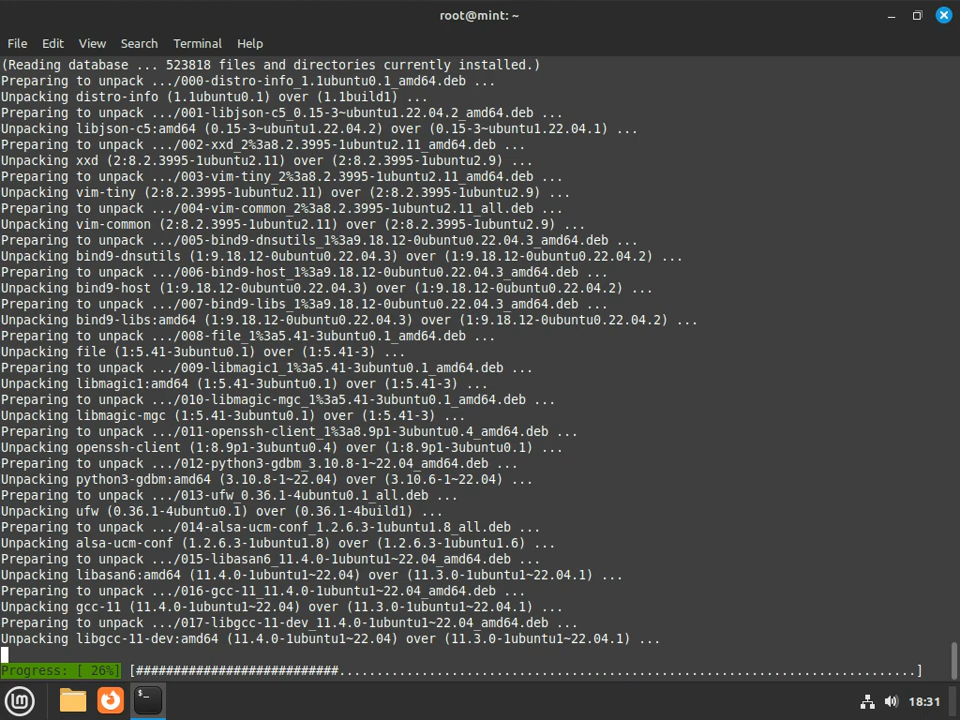 root@mint: ~
File Edit View Search Terminal Help
(Reading database ... 523818 files and directories currently installed.)
Preparing to unpack .../000-distro-info_1.1ubuntu0.1_amd64.deb ...
Unpacking distro-info (1.1ubuntu0.1) over (1.1build1) ...
Preparing to unpack .../001-libjson-c5_0.15-3~ubuntu1.22.04.2_amd64.deb ...
Unpacking libjson-c5:amd64 (0.15-3~ubuntu1.22.04.2) over (0.15-3~ubuntu1.22.04.1) ...
Preparing to unpack .../002-xxd_2%3a8.2.3995-1ubuntu2.11_amd64.deb ...
Unpacking xxd (2:8.2.3995-1ubuntu2.11) over (2:8.2.3995-1ubuntu2.9) ...
Preparing to unpack .../003-vim-tiny_2%3a8.2.3995-1ubuntu2.11_amd64.deb ...
Unpacking vim-tiny (2:8.2.3995-1ubuntu2.11) over (2:8.2.3995-1ubuntu2.9) ...
Preparing to unpack .../004-vim-common_2%3a8.2.3995-1ubuntu2.11_all.deb ...
Unpacking vim-common (2:8.2.3995-1ubuntu2.11) over (2:8.2.3995-1ubuntu2.9) ...
Preparing to unpack .../005-bind9-dnsutils_1%3a9.18.12-0ubuntu0.22.04.3_amd64.deb ...
Unpacking bind9-dnsutils (1:9.18.12-0ubuntu0.22.04.3) over (1:9.18.12-0ubuntu0.22.04.2) ...
Preparing to unpack .../006-bind9-host_1%3a9.18.12-0ubuntu0.22.04.3_amd64.deb ...
Unpacking bind9-host (1:9.18.12-0ubuntu0.22.04.3) over (1:9.18.12-0ubuntu0.22.04.2) ...
Preparing to unpack .../007-bind9-libs_1%3a9.18.12-0ubuntu0.22.04.3_amd64.deb ...
Unpacking bind9-libs:amd64 (1:9.18.12-0ubuntu0.22.04.3) over (1:9.18.12-0ubuntu0.22.04.2) ...
Preparing to unpack .../008-file_1%3a5.41-3ubuntu0.1_amd64.deb ...
Unpacking file (1:5.41-3ubuntu0.1) over (1:5.41-3) ...
Preparing to unpack .../009-libmagic1_1%3a5.41-3ubuntu0.1_amd64.deb ...
Unpacking libmagic1:amd64 (1:5.41-3ubuntu0.1) over (1:5.41-3) ...
Preparing to unpack .../010-libmagic-mgc_1%3a5.41-3ubuntu0.1_amd64.deb ...
Unpacking libmagic-mgc (1:5.41-3ubuntu0.1) over (1:5.41-3) ...
Preparing to unpack .../011-openssh-client_1%3a8.9p1-3ubuntu0.4_amd64.deb ...
Unpacking openssh-client (1:8.9p1-3ubuntu0.4) over (1:8.9p1-3ubuntu0.1) ...
Preparing to unpack .../012-python3-gdbm_3.10.8-1~22.04_amd64.deb ...
Unpacking python3-gdbm:amd64 (3.10.8-1~22.04) over (3.10.6-1~22.04) ...
Preparing to unpack .../013-ufw_0.36.1-4ubuntu0.1_all.deb ...
Unpacking ufw (0.36.1-4ubuntu0.1) over (0.36.1-4build1) ...
Preparing to unpack .../014-alsa-ucm-conf_1.2.6.3-1ubuntu1.8_all.deb ...
Unpacking alsa-ucm-conf (1.2.6.3-1ubuntu1.8) over (1.2.6.3-1ubuntu1.6) ...
Preparing to unpack .../015-libasan6_11.4.0-1ubuntu1~22.04_amd64.deb ...
Unpacking libasan6:amd64 (11.4.0-1ubuntu1~22.04) over (11.3.0-1ubuntu1~22.04.1) ...
Preparing to unpack .../016-gcc-11_11.4.0-1ubuntu1~22.04_amd64.deb ...
Unpacking gcc-11 (11.4.0-1ubuntu1~22.04) over (11.3.0-1ubuntu1~22.04.1) ...
Preparing to unpack .../017-libgcc-11-dev_11.4.0-1ubuntu1~22.04_amd64.deb ...
Unpacking libgcc-11-dev:amd64 (11.4.0-1ubuntu1~22.04) over (11.3.0-1ubuntu1~22.04.1) ...
Progress: [ 26%] [###########################.............................................................................]
18:31